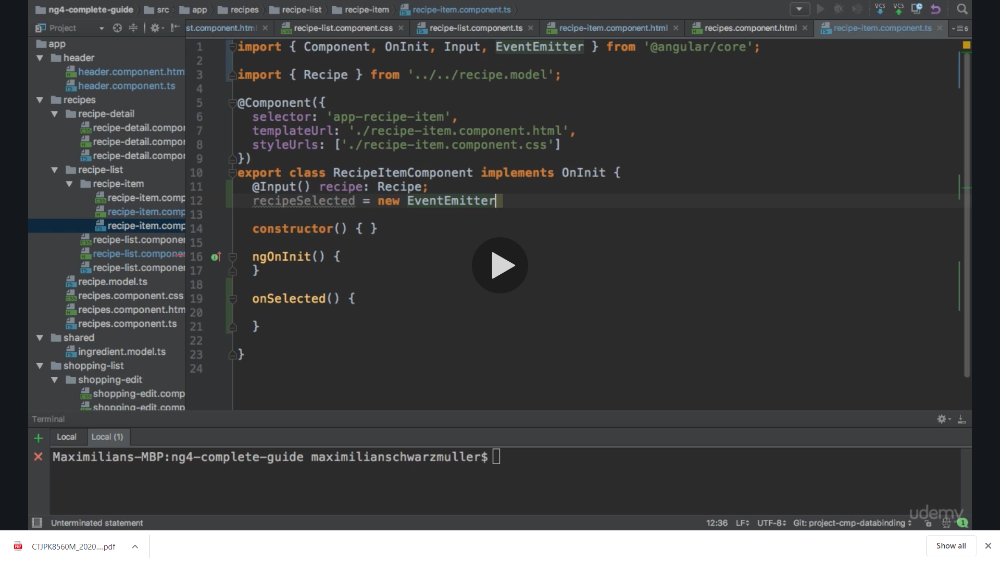 ng4-complete-guide src app recipes recipe-list recipe-item recipe-item.component.ts
VCS VCS
Project
st.component.html recipe-list.component.css recipe-list.component.ts recipe-item.component.html recipes.component.html recipe-item.component.ts 5
app
header
header.component.htm
header.component.ts
recipes
recipe-detail
recipe-detail.compor
recipe-detail.compor
recipe-detail.compor
recipe-list
recipe-item
recipe-item.comp
recipe-item.comp
recipe-item.comp
recipe-list.componer
recipe-list.componer
recipe-list.componer
recipe.model.ts
recipes.component.css
recipes.component.htm
recipes.component.ts
shared
ingredient.model.ts
shopping-list
shopping-edit
shopping-edit.comp
shopping-edit.comp
1 import { Component, OnInit, Input, EventEmitter } from '@angular/core';
2
3 import { Recipe } from '../../recipe.model';
4
5 @Component({
6 selector: 'app-recipe-item',
7 templateUrl: './recipe-item.component.html',
8 styleUrls: ['./recipe-item.component.css']
9 })
10 export class RecipeItemComponent implements OnInit {
11 @Input() recipe: Recipe;
12 recipeSelected = new EventEmitter
13
14 constructor() { }
15
16 ngOnInit() {
17 }
18
19 onSelected() {
20
21 }
22
23 }
24
Terminal
Local Local (1)
Maximilians-MBP:ng4-complete-guide maximilianschwarzmuller$
udemy
Unterminated statement 12:36 LF UTF-8 Git: project-cmp-databinding 1
CTJPK8560M_2020....pdf Show all